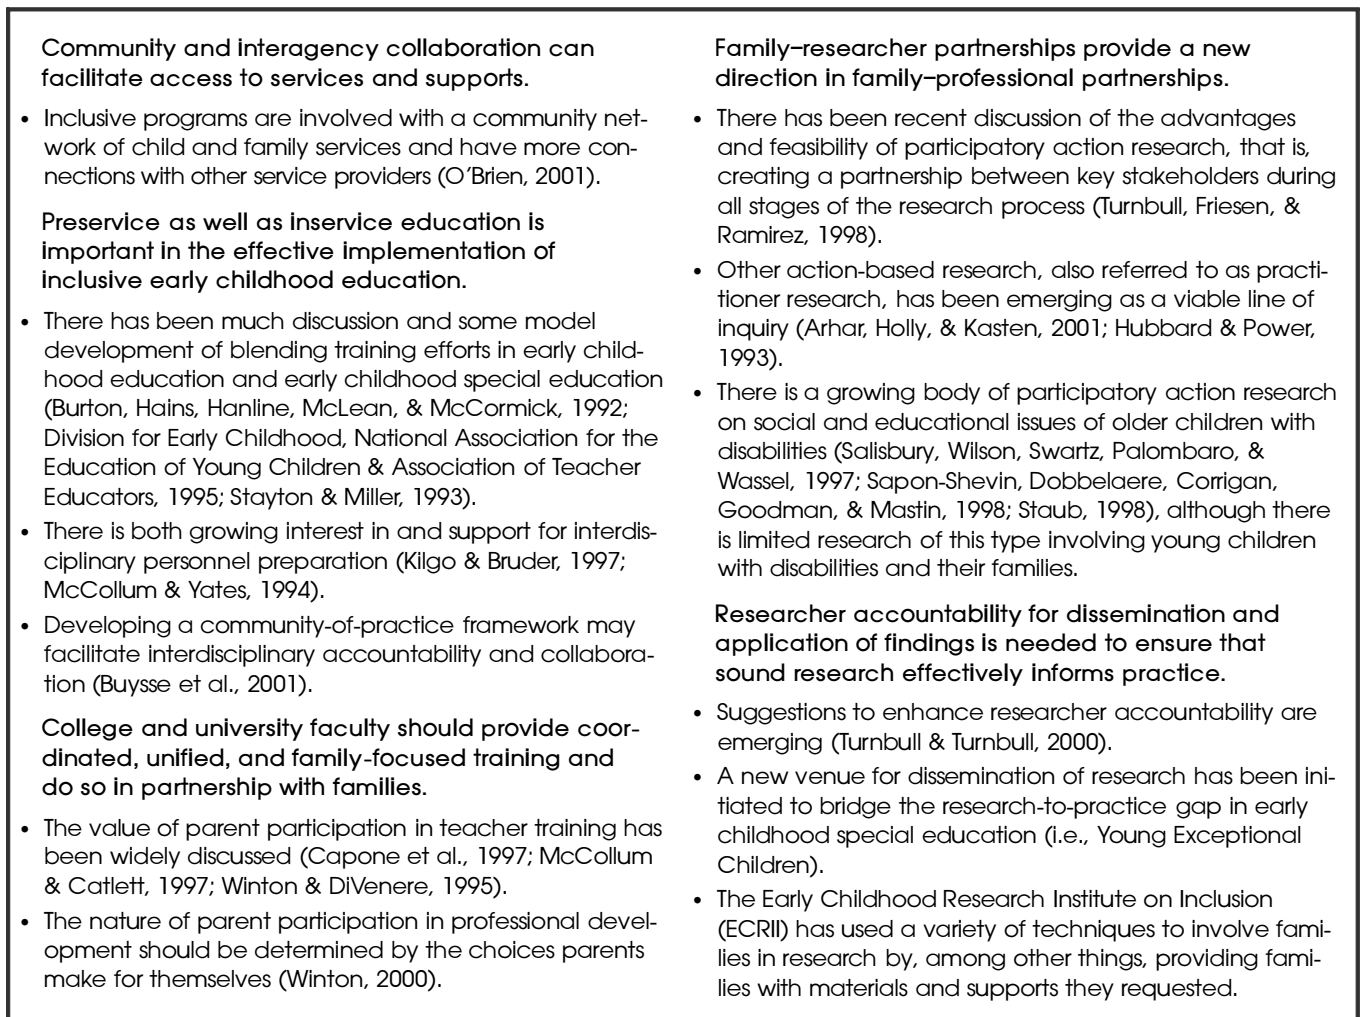 Community and interagency collaboration can
facilitate access to services and supports.
• Inclusive programs are involved with a community net-
work of child and family services and have more con-
nections with other service providers (O'Brien, 2001).
Preservice as well as inservice education is
important in the effective implementation of
inclusive early childhood education.
• There has been much discussion and some model
development of blending training efforts in early child-
hood education and early childhood special education
(Burton, Hains, Hanline, McLean, & McCormick, 1992;
Division for Early Childhood, National Association for the
Education of Young Children & Association of Teacher
Educators, 1995; Stayton & Miller, 1993).
• There is both growing interest in and support for interdis-
ciplinary personnel preparation (Kilgo & Bruder, 1997;
McCollum & Yates, 1994).
• Developing a community-of-practice framework may
facilitate interdisciplinary accountability and collabora-
tion (Buysse et al., 2001).
College and university faculty should provide coor-
dinated, unified, and family-focused training and
do so in partnership with families.
• The value of parent participation in teacher training has
been widely discussed (Capone et al., 1997; McCollum
& Catlett, 1997; Winton & DiVenere, 1995).
• The nature of parent participation in professional devel-
opment should be determined by the choices parents
make for themselves (Winton, 2000).
Family–researcher partnerships provide a new
direction in family–professional partnerships.
• There has been recent discussion of the advantages
and feasibility of participatory action research, that is,
creating a partnership between key stakeholders during
all stages of the research process (Turnbull, Friesen, &
Ramirez, 1998).
• Other action-based research, also referred to as practi-
tioner research, has been emerging as a viable line of
inquiry (Arhar, Holly, & Kasten, 2001; Hubbard & Power,
1993).
• There is a growing body of participatory action research
on social and educational issues of older children with
disabilities (Salisbury, Wilson, Swartz, Palombaro, &
Wassel, 1997; Sapon-Shevin, Dobbelaere, Corrigan,
Goodman, & Mastin, 1998; Staub, 1998), although there
is limited research of this type involving young children
with disabilities and their families.
Researcher accountability for dissemination and
application of findings is needed to ensure that
sound research effectively informs practice.
• Suggestions to enhance researcher accountability are
emerging (Turnbull & Turnbull, 2000).
• A new venue for dissemination of research has been ini-
tiated to bridge the research-to-practice gap in early
childhood special education (i.e., Young Exceptional
Children).
• The Early Childhood Research Institute on Inclusion
(ECRII) has used a variety of techniques to involve fami-
lies in research by, among other things, providing fami-
lies with materials and supports they requested.